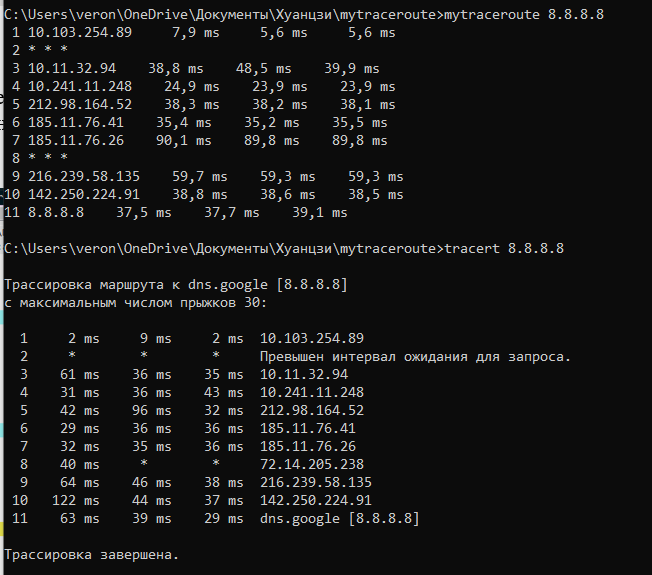 C:\Users\veron\OneDrive\Документы\Хуанцзи\mytraceroute>mytraceroute 8.8.8.8
1 10.103.254.89 7,9 ms 5,6 ms 5,6 ms
2 * * *
3 10.11.32.94 38,8 ms 48,5 ms 39,9 ms
4 10.241.11.248 24,9 ms 23,9 ms 23,9 ms
5 212.98.164.52 38,3 ms 38,2 ms 38,1 ms
6 185.11.76.41 35,4 ms 35,2 ms 35,5 ms
7 185.11.76.26 90,1 ms 89,8 ms 89,8 ms
8 * * *
9 216.239.58.135 59,7 ms 59,3 ms 59,3 ms
10 142.250.224.91 38,8 ms 38,6 ms 38,5 ms
11 8.8.8.8 37,5 ms 37,7 ms 39,1 ms
C:\Users\veron\OneDrive\Документы\Хуанцзи\mytraceroute>tracert 8.8.8.8
Трассировка маршрута к dns.google [8.8.8.8]
с максимальным числом прыжков 30:
1 2 ms 9 ms 2 ms 10.103.254.89
2 * * * Превышен интервал ожидания для запроса.
3 61 ms 36 ms 35 ms 10.11.32.94
4 31 ms 36 ms 43 ms 10.241.11.248
5 42 ms 96 ms 32 ms 212.98.164.52
6 29 ms 36 ms 36 ms 185.11.76.41
7 32 ms 35 ms 36 ms 185.11.76.26
8 40 ms * * 72.14.205.238
9 64 ms 46 ms 38 ms 216.239.58.135
10 122 ms 44 ms 37 ms 142.250.224.91
11 63 ms 39 ms 29 ms dns.google [8.8.8.8]
Трассировка завершена.